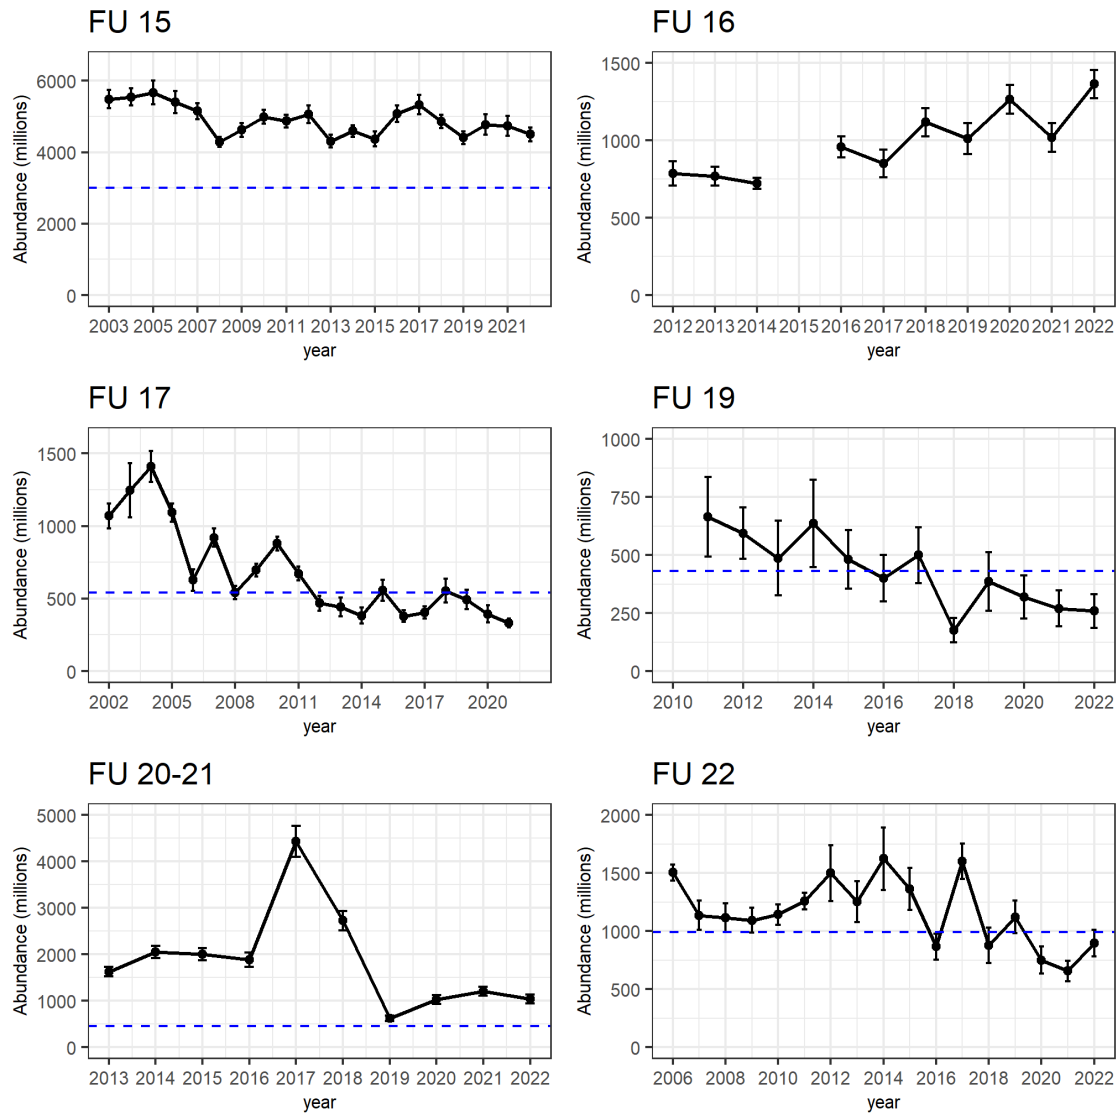 FU 15
Abundance (millions)
6000
4000
2000
0
2003 2005 2007 2009 2011 2013 2015 2017 2019 2021
year
FU 16
Abundance (millions)
1500
1000
500
0
2012 2013 2014 2015 2016 2017 2018 2019 2020 2021 2022
year
FU 17
Abundance (millions)
1500
1000
500
0
2002 2005 2008 2011 2014 2017 2020
year
FU 19
Abundance (millions)
1000
750
500
250
0
2010 2012 2014 2016 2018 2020 2022
year
FU 20-21
Abundance (millions)
5000
4000
3000
2000
1000
0
2013 2014 2015 2016 2017 2018 2019 2020 2021 2022
year
FU 22
Abundance (millions)
2000
1500
1000
500
0
2006 2008 2010 2012 2014 2016 2018 2020 2022
year